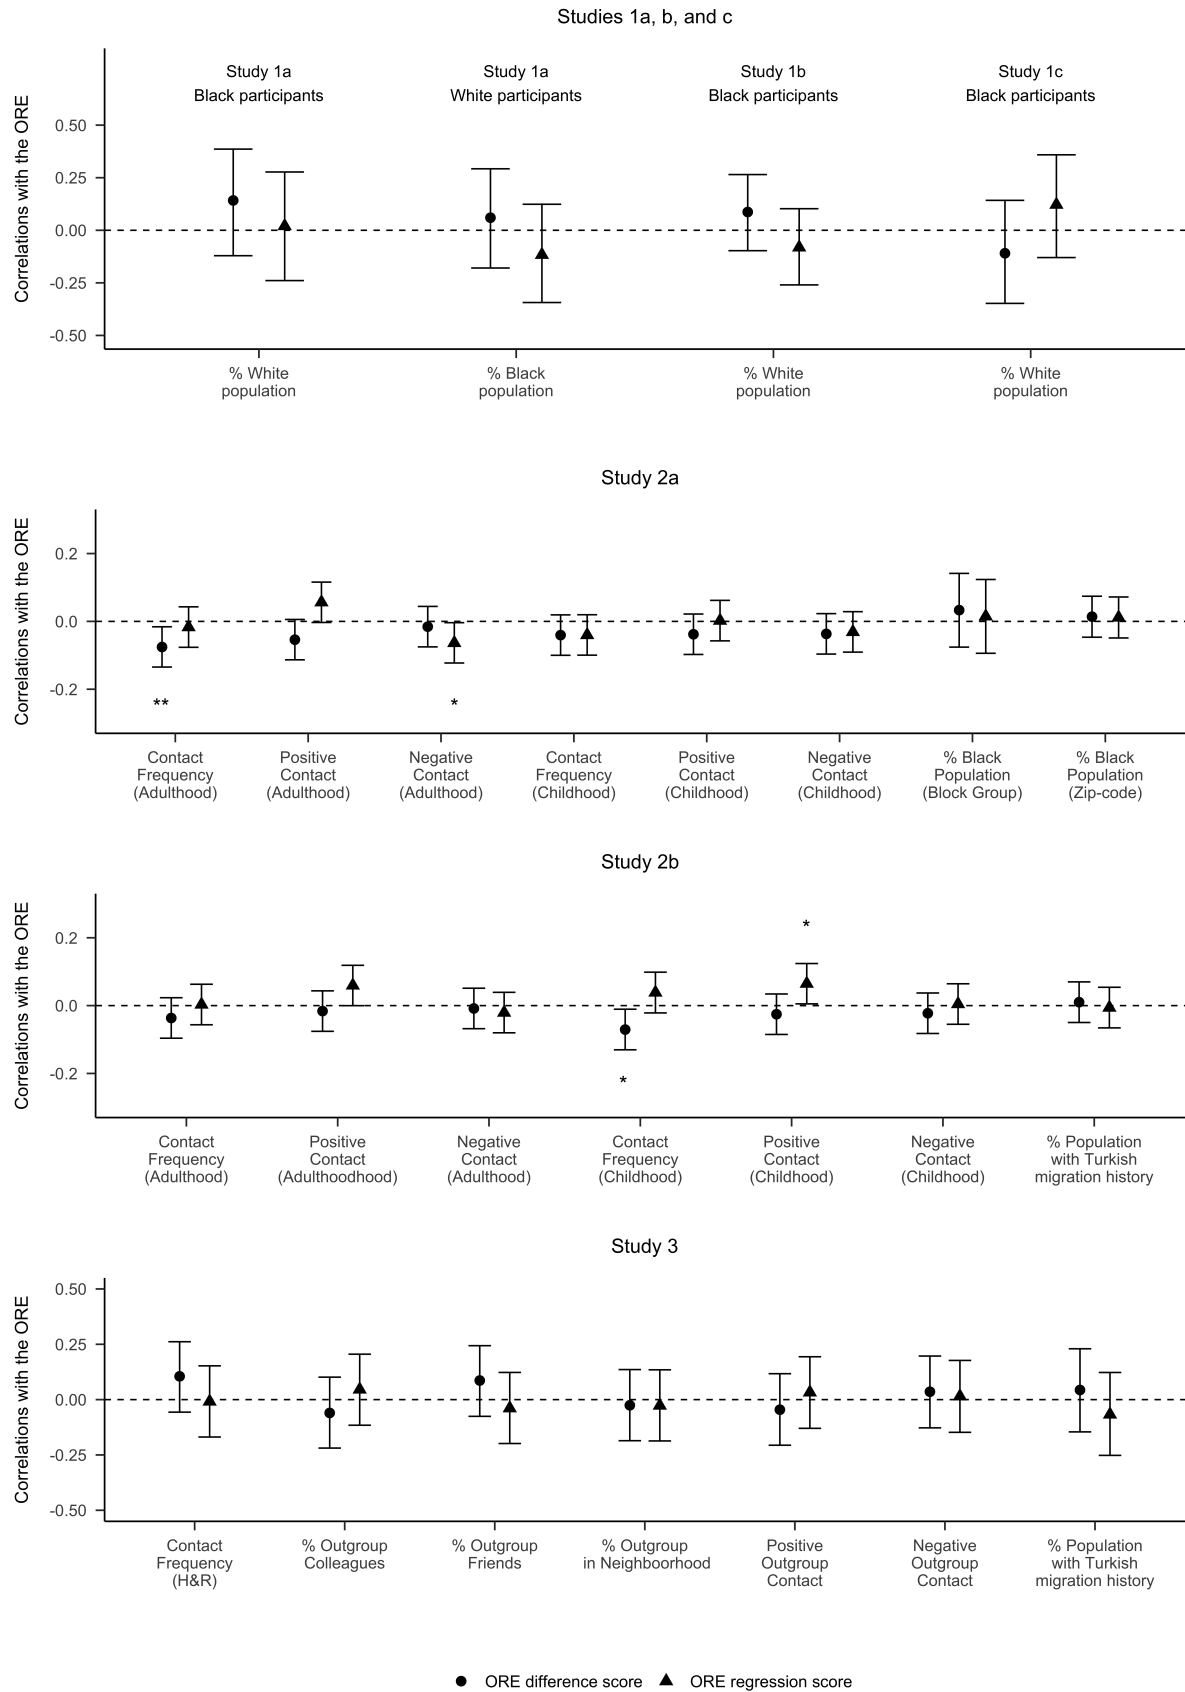 Studies 1a, b, and c
Correlations with the ORE
Study 1a
Black participants
Study 1a
White participants
Study 1b
Black participants
Study 1c
Black participants
0.50
0.25
0.00
-0.25
-0.50
% White
population
% Black
population
% White
population
% White
population
Study 2a
Correlations with the ORE
0.2
0.0
-0.2
**
*
Contact
Frequency
(Adulthood)
Positive
Contact
(Adulthood)
Negative
Contact
(Adulthood)
Contact
Frequency
(Childhood)
Positive
Contact
(Childhood)
Negative
Contact
(Childhood)
% Black
Population
(Block Group)
% Black
Population
(Zip-code)
Study 2b
Correlations with the ORE
0.2
0.0
-0.2
*
*
Contact
Frequency
(Adulthood)
Positive
Contact
(Adulthoodhood)
Negative
Contact
(Adulthood)
Contact
Frequency
(Childhood)
Positive
Contact
(Childhood)
Negative
Contact
(Childhood)
% Population
with Turkish
migration history
Study 3
Correlations with the ORE
0.50
0.25
0.00
-0.25
-0.50
Contact
Frequency
(H&R)
% Outgroup
Colleagues
% Outgroup
Friends
% Outgroup
in Neighboorhood
Positive
Outgroup
Contact
Negative
Outgroup
Contact
% Population
with Turkish
migration history
ORE difference score
ORE regression score